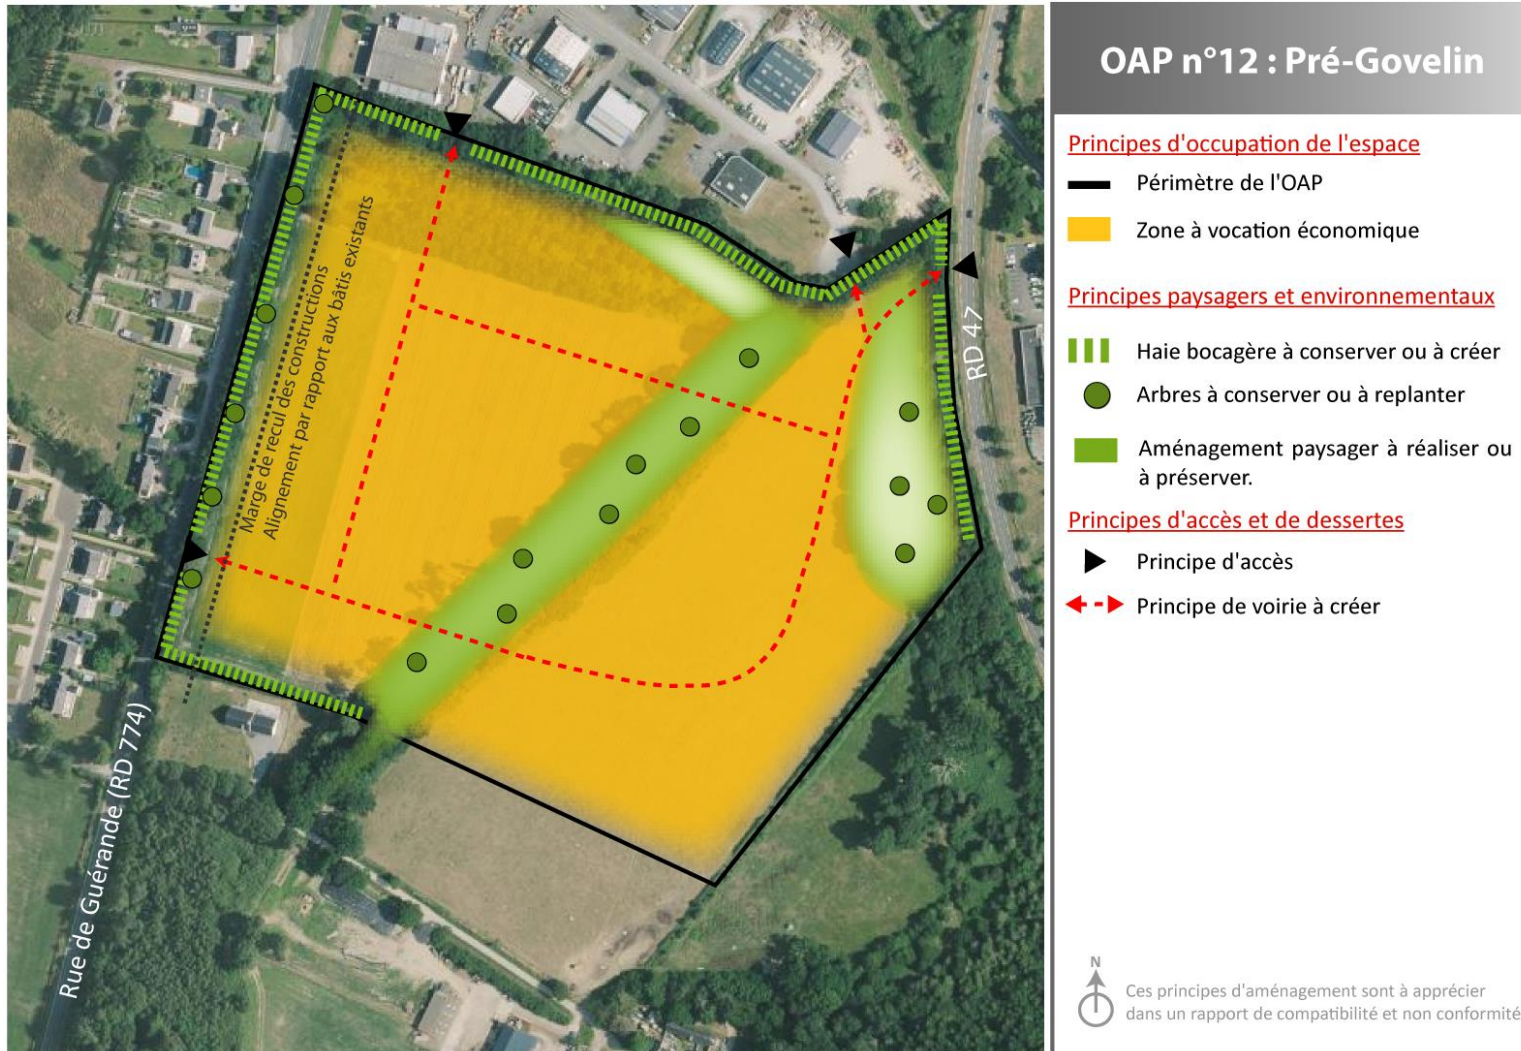 OAP n°12 : Pré-Govelin
Principes d'occupation de l'espace
Périmètre de l'OAP
Zone à vocation économique
Principes paysagers et environnementaux
Haie bocagère à conserver ou à créer
Arbres à conserver ou à replanter
Aménagement paysager à réaliser ou
à préserver.
Principes d'accès et de dessertes
Principe d'accès
Principe de voirie à créer
N
Ces principes d'aménagement sont à apprécier
dans un rapport de compatibilité et non conformité
Marge de recul des constructions
Alignement par rapport aux bâtis existants
RD 47
Rue de Guérande (RD 774)